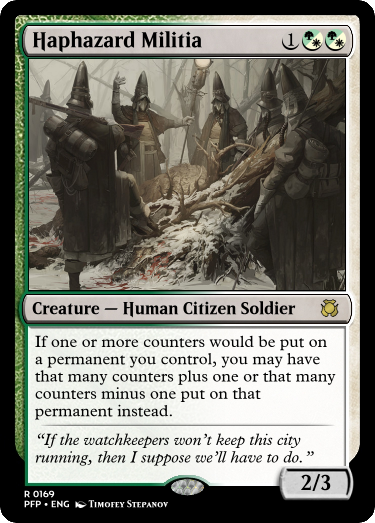 Haphazard Militia 1
Creature — Human Citizen Soldier
If one or more counters would be put on
a permanent you control, you may have
that many counters plus one or that many
counters minus one put on that
permanent instead.
“If the watchkeepers won’t keep this city
running, then I suppose we’ll have to do.”
2/3
R 0169
PFP • ENG Timofey Stepanov